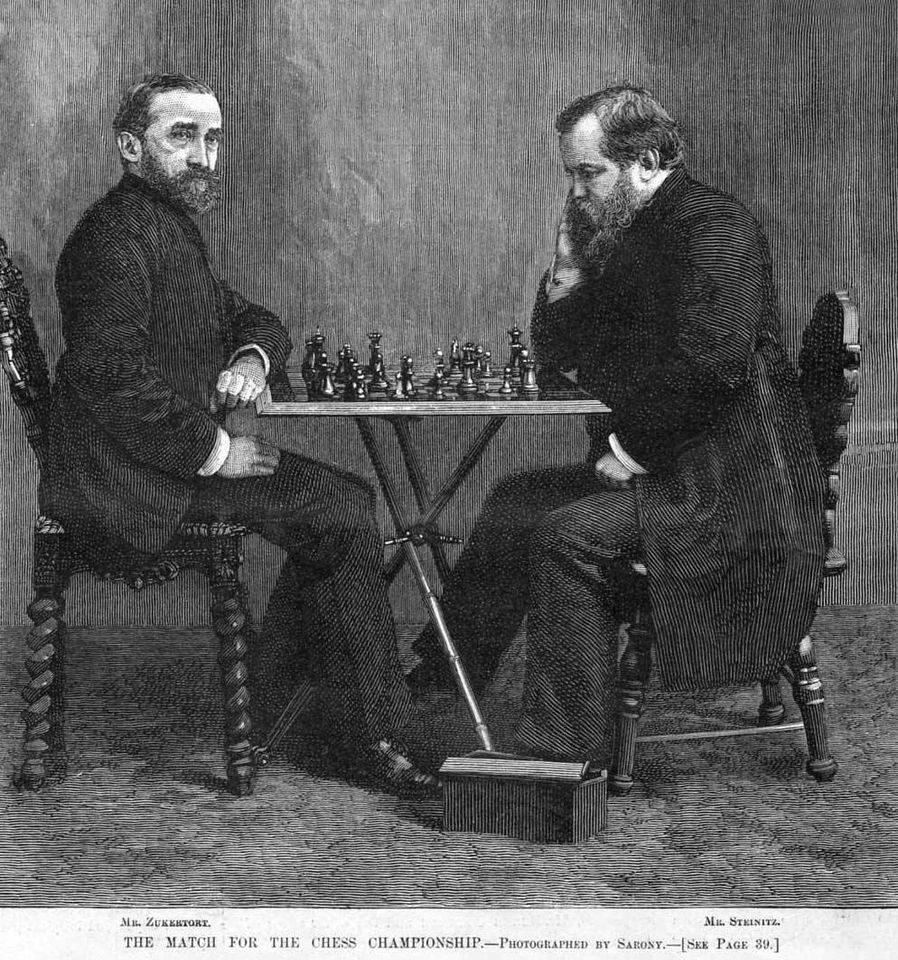 Mr. Zukertort. Mr. Steinitz.
THE MATCH FOR THE CHESS CHAMPIONSHIP.—Photographed by Sarony.—[See Page 39.]